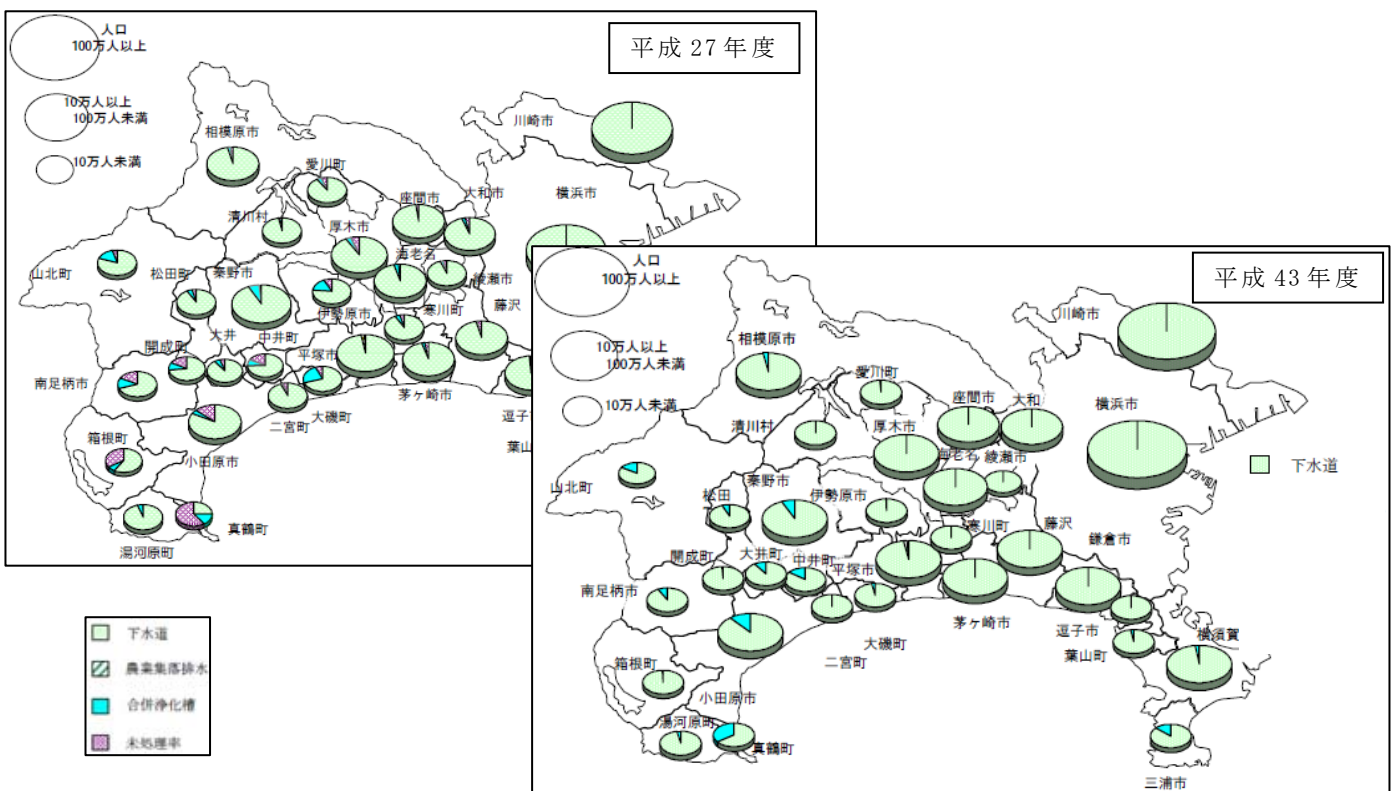 平成 27 年度
人口
100万人以上
10万人以上
100万人未満
10万人未満
川崎市
相模原市
愛川町
座間市
大和市
横浜市
清川村
厚木市
海老名
綾瀬市
山北町
松田町
秦野市
伊勢原市
寒川町
藤沢
大井
中井町
開成町
平塚市
南足柄市
茅ヶ崎市
大磯町
二宮町
逗子
葉山
箱根町
小田原市
真鶴町
湯河原町
下水道
農業集落排水
合併浄化槽
未処理率
平成 43 年度
人口
100万人以上
10万人以上
100万人未満
10万人未満
川崎市
相模原市
愛川町
座間市
大和
横浜市
清川村
厚木市
海老名
綾瀬市
下水道
山北町
松田
秦野市
伊勢原市
寒川町
藤沢
鎌倉市
開成町
大井町
中井町
平塚市
南足柄市
茅ヶ崎市
逗子市
横須賀
大磯町
葉山町
二宮町
箱根町
小田原市
湯河原町
真鶴町
三浦市